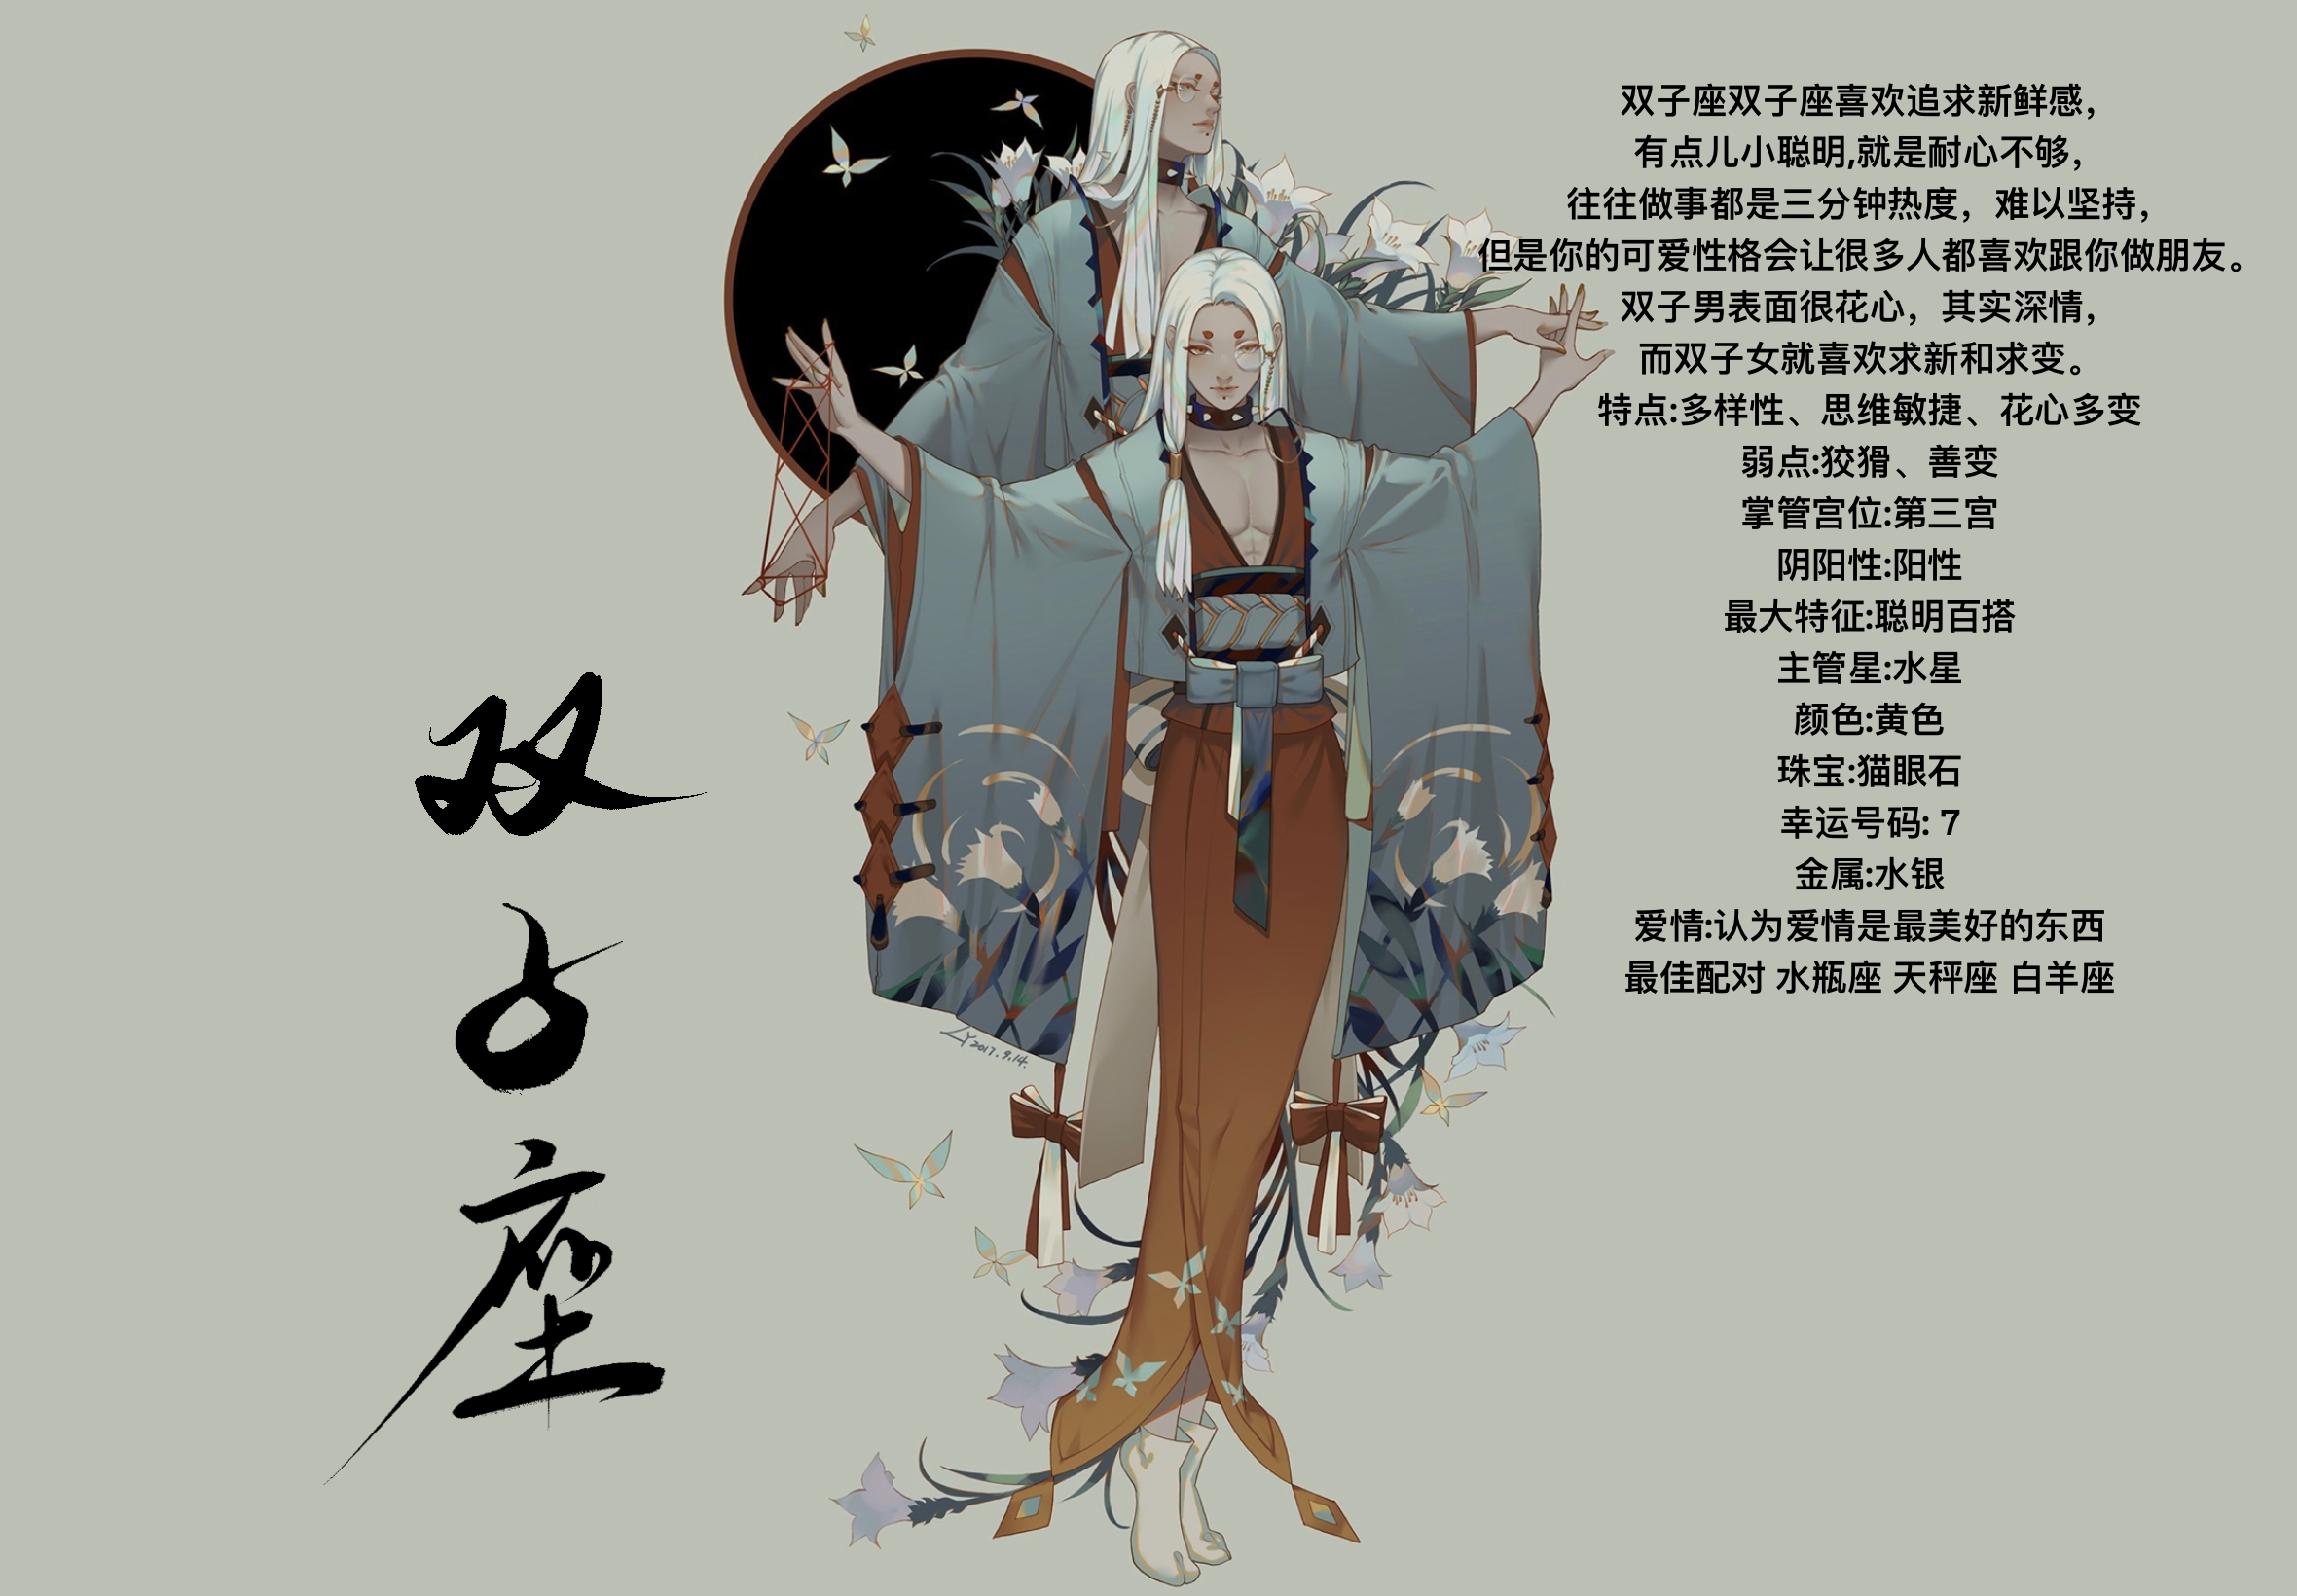 双子座
双子座双子座喜欢追求新鲜感，
有点儿小聪明,就是耐心不够，
往往做事都是三分钟热度，难以坚持，
但是你的可爱性格会让很多人都喜欢跟你做朋友。
双子男表面很花心，其实深情，
而双子女就喜欢求新和求变。
特点:多样性、思维敏捷、花心多变
弱点:狡猾、善变
掌管宫位:第三宫
阴阳性:阳性
最大特征:聪明百搭
主管星:水星
颜色:黄色
珠宝:猫眼石
幸运号码: 7
金属:水银
爱情:认为爱情是最美好的东西
最佳配对 水瓶座 天秤座 白羊座
LY 2017.9.14.